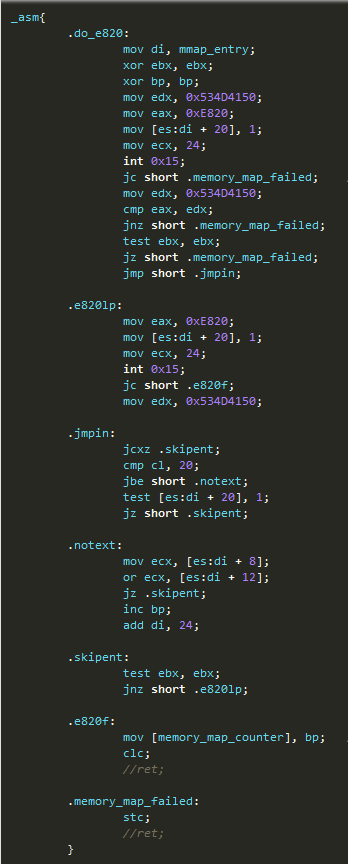 _asm{
.do_e820:
mov di, mmap_entry;
xor ebx, ebx;
xor bp, bp;
mov edx, 0x534D4150;
mov eax, 0xE820;
mov [es:di + 20], 1;
mov ecx, 24;
int 0x15;
jc short .memory_map_failed;
mov edx, 0x534D4150;
cmp eax, edx;
jnz short .memory_map_failed;
test ebx, ebx;
jz short .memory_map_failed;
jmp short .jmpin;
.e820lp:
mov eax, 0xE820;
mov [es:di + 20], 1;
mov ecx, 24;
int 0x15;
jc short .e820f;
mov edx, 0x534D4150;
.jmpin:
jcxz .skipent;
cmp cl, 20;
jbe short .notext;
test [es:di + 20], 1;
jz short .skipent;
.notext:
mov ecx, [es:di + 8];
or ecx, [es:di + 12];
jz .skipent;
inc bp;
add di, 24;
.skipent:
test ebx, ebx;
jnz short .e820lp;
.e820f:
mov [memory_map_counter], bp;
clc;
//ret;
.memory_map_failed:
stc;
//ret;
}